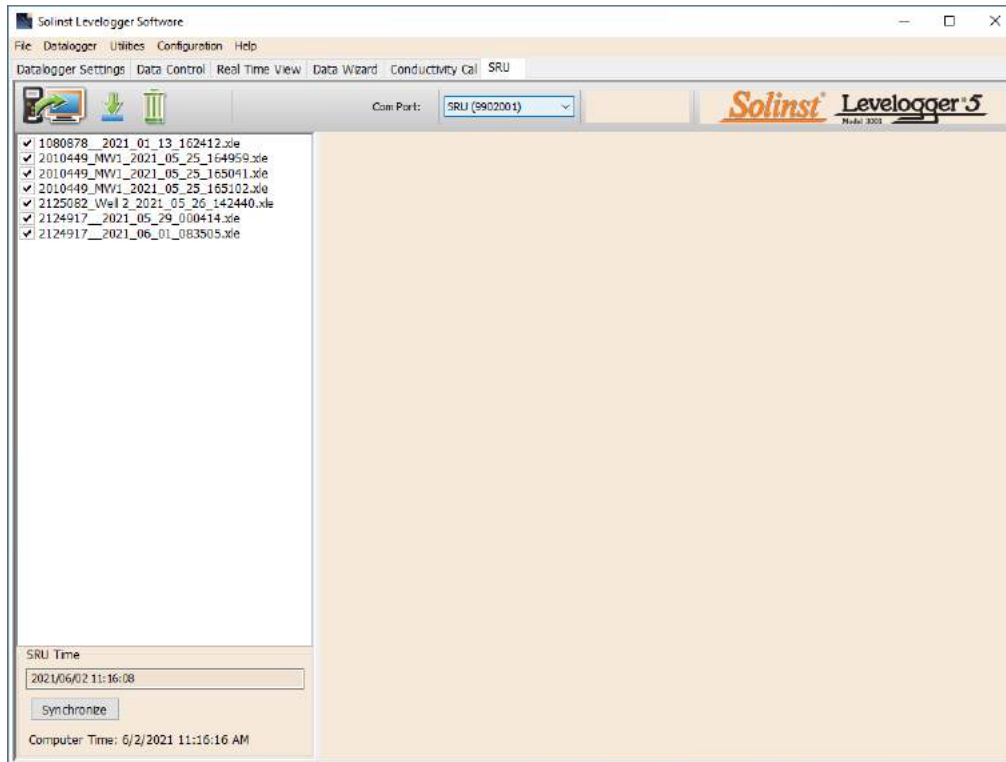 Solinst Levelogger Software
File Datalogger Utilities Configuration Help
Datalogger Settings Data Control Real Time View Data Wizard Conductivity Cal SRU
Com Port: SRU (9902001)
Solinst Levelogger 5
Model 3001
1080878__2021_01_13_162412.xle
2010449_MW1_2021_05_25_164959.xle
2010449_MW1_2021_05_25_165041.xle
2010449_MW1_2021_05_25_165102.xle
2125082_Well 2_2021_05_26_142440.xle
2124917__2021_05_29_000414.xle
2124917__2021_06_01_083505.xle
SRU Time
2021/06/02 11:16:08
Synchronize
Computer Time: 6/2/2021 11:16:16 AM